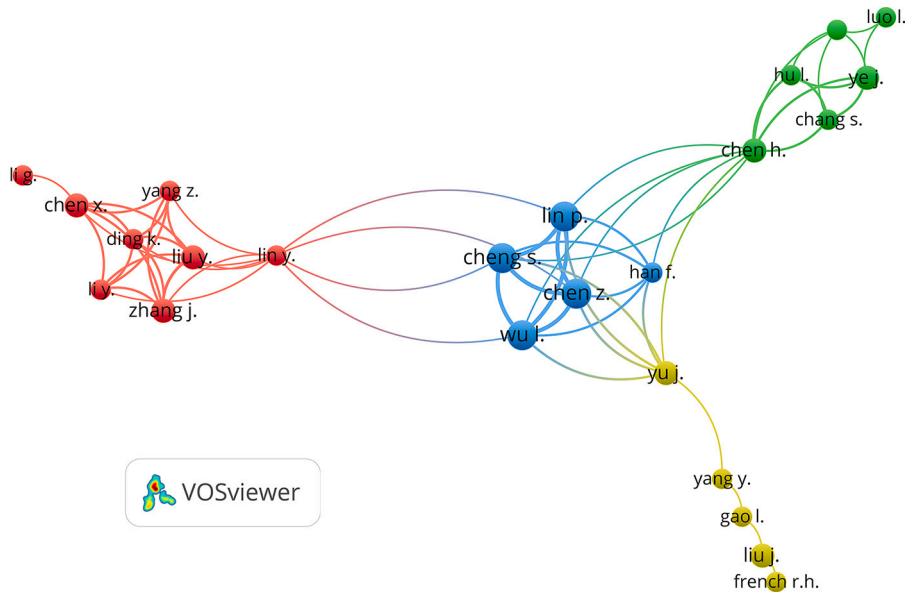 luo l.
hu l.
ye j.
chang s.
chen h.
li g.
yang z.
chen x.
lin p.
ding k.
liu y.
lin y.
cheng s.
han f.
li y.
chen z.
zhang j.
wu l.
yu j.
yang y.
VOSviewer
gao l.
liu j.
french r.h.